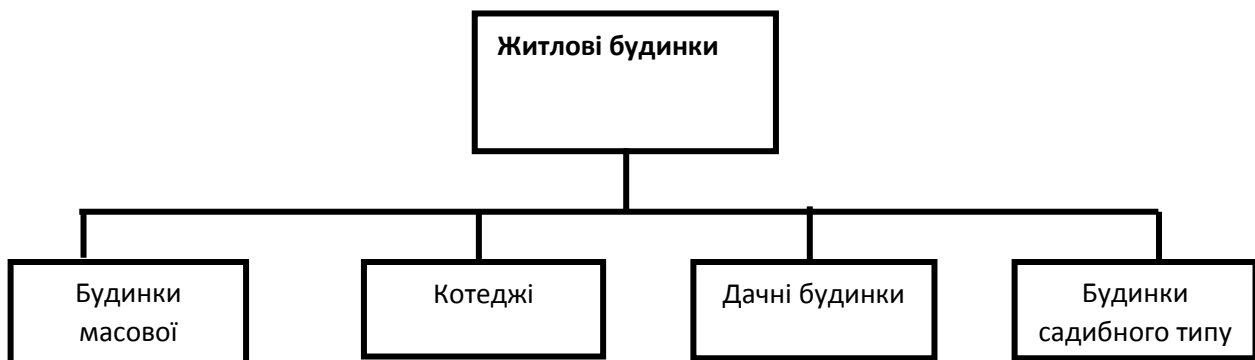 Житлові будинки
Будинки
масової
Котеджі
Дачні будинки
Будинки
садибного типу